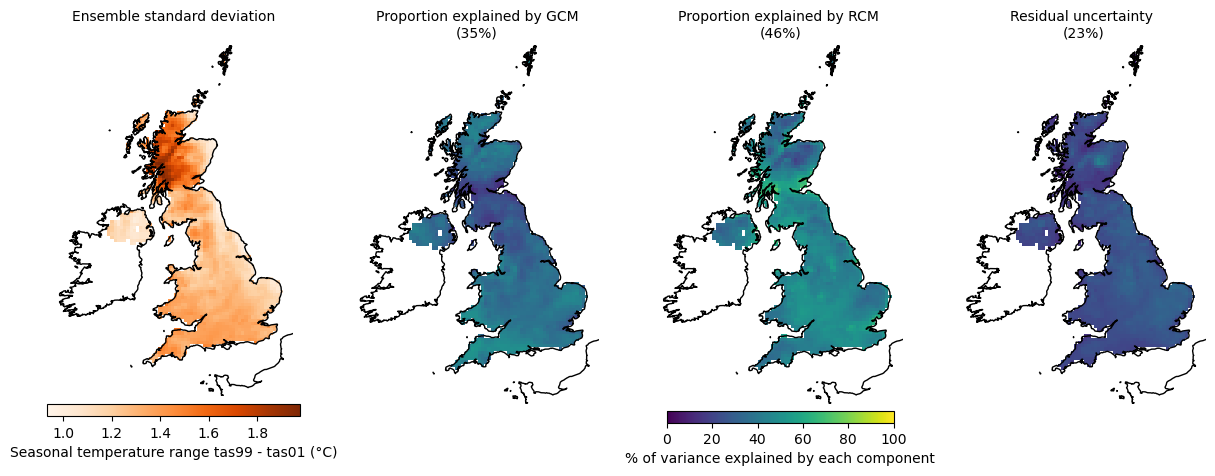 Ensemble standard deviation
Proportion explained by GCM
(35%)
Proportion explained by RCM
(46%)
Residual uncertainty
(23%)
1.0 1.2 1.4 1.6 1.8
Seasonal temperature range tas99 - tas01 (°C)
0 20 40 60 80 100
% of variance explained by each component